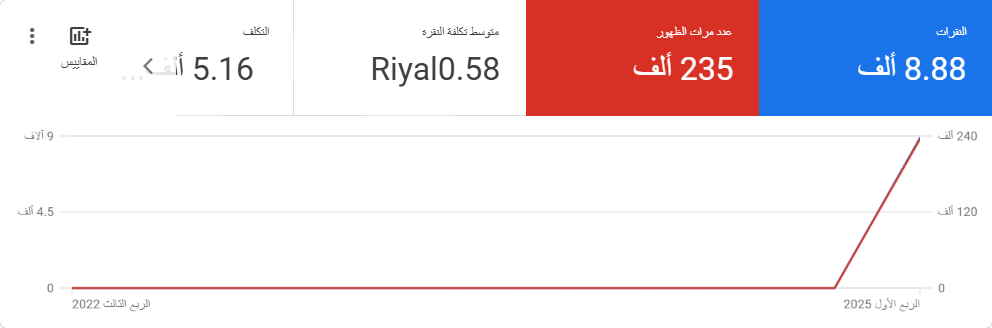 النقرات
8.88 ألف
عدد مرات الظهور
235 ألف
متوسط تكلفة النقرة
Riyal0.58
التكلف
5.16 ألف...
المقاييس
9 آلاف
4.5 ألف
0
240 ألف
120 ألف
0
الربع الثالث 2022
الربع الأول 2025